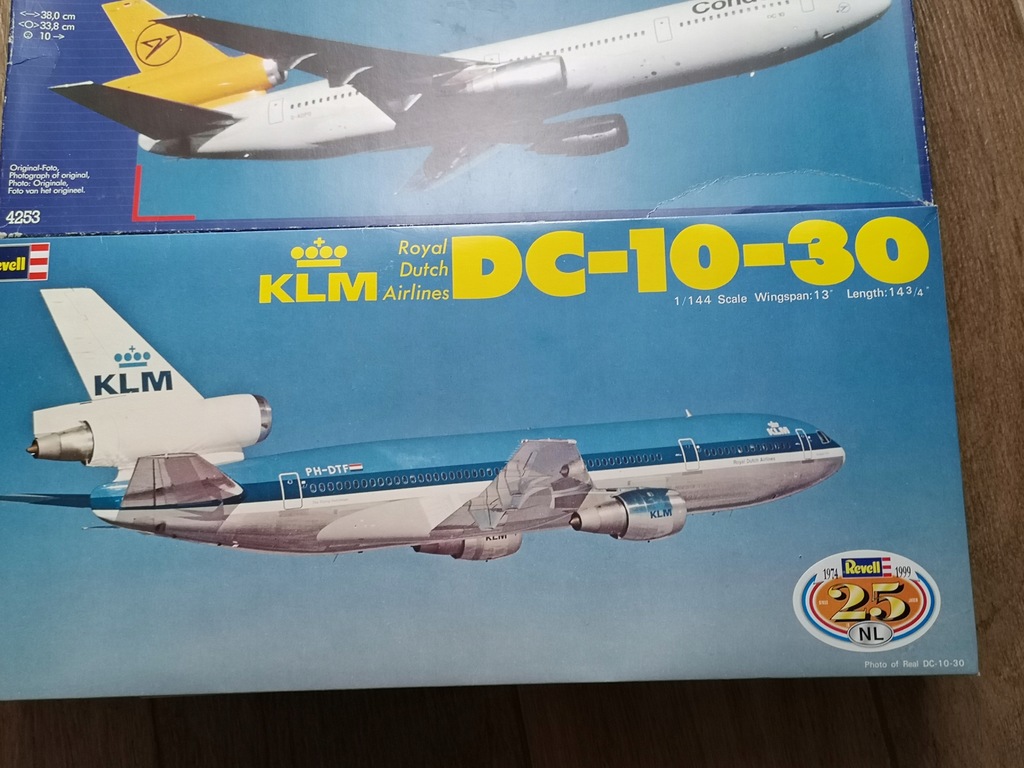 38,0 cm
33,8 cm
10
Original-Foto,
Photograph of original,
Photo: Originale,
Foto van het origineel.
4253
KLM
Royal
Dutch
Airlines
DC-10-30
1/144 Scale Wingspan:13" Length:14 3/4"
KLM
PH-DTF
KLM
Royal Dutch Airlines
KLM
KLM
1974 Revell 1999
25
NL
Photo of Real DC-10-30